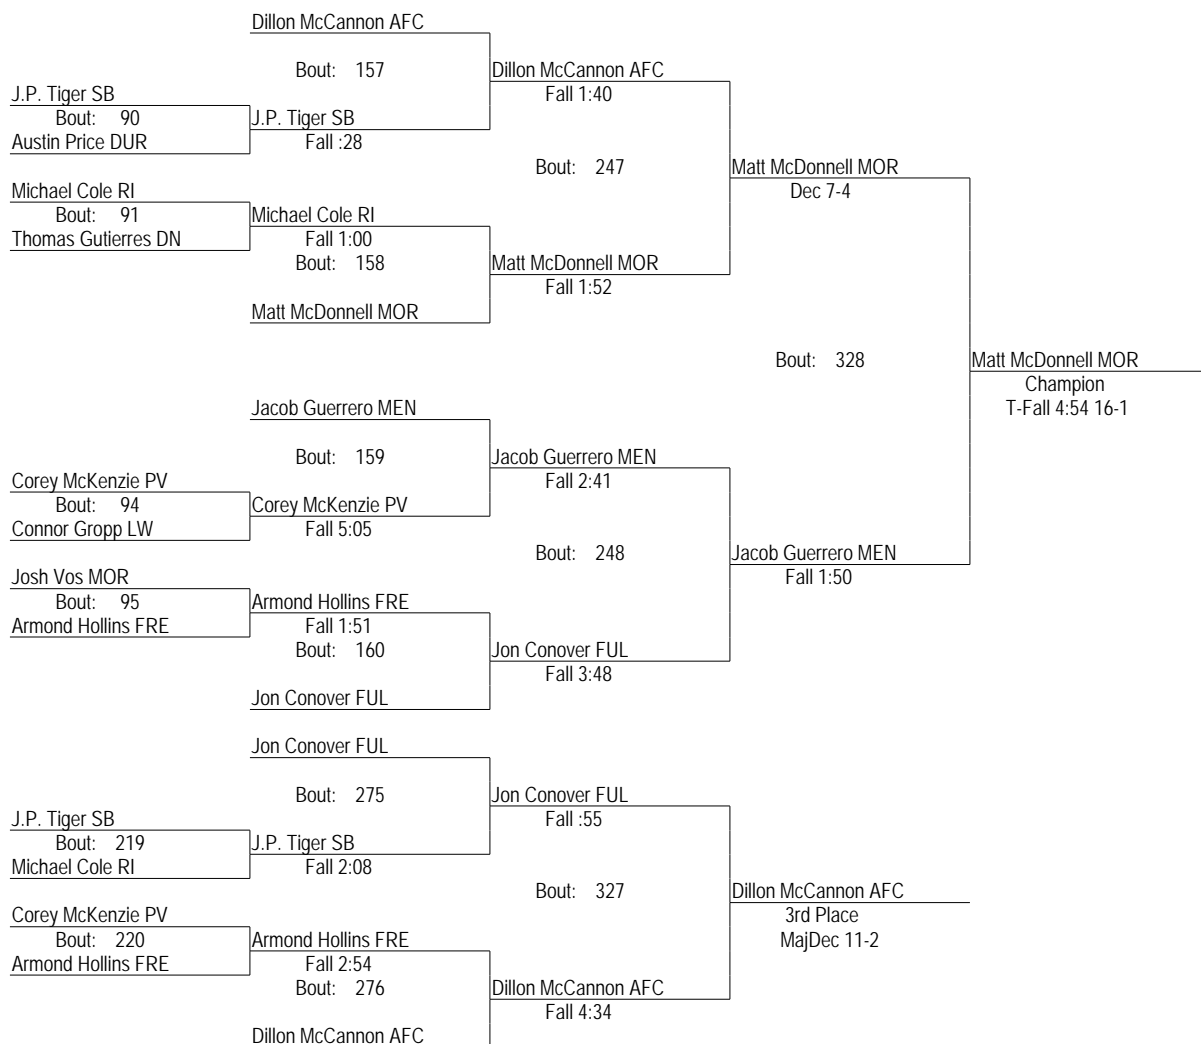 Dillon McCannon AFC
Bout: 157
Dillon McCannon AFC
Fall 1:40
J.P. Tiger SB
Bout: 90
J.P. Tiger SB
Austin Price DUR
Fall :28
Bout: 247
Matt McDonnell MOR
Dec 7-4
Michael Cole RI
Bout: 91
Michael Cole RI
Thomas Gutierres DN
Fall 1:00
Bout: 158
Matt McDonnell MOR
Fall 1:52
Matt McDonnell MOR
Bout: 328
Matt McDonnell MOR
Champion
T-Fall 4:54 16-1
Jacob Guerrero MEN
Bout: 159
Jacob Guerrero MEN
Fall 2:41
Corey McKenzie PV
Bout: 94
Corey McKenzie PV
Connor Gropp LW
Fall 5:05
Bout: 248
Jacob Guerrero MEN
Fall 1:50
Josh Vos MOR
Bout: 95
Armond Hollins FRE
Armond Hollins FRE
Fall 1:51
Bout: 160
Jon Conover FUL
Fall 3:48
Jon Conover FUL
Jon Conover FUL
Bout: 275
Jon Conover FUL
Fall :55
J.P. Tiger SB
Bout: 219
J.P. Tiger SB
Michael Cole RI
Fall 2:08
Bout: 327
Dillon McCannon AFC
3rd Place
MajDec 11-2
Corey McKenzie PV
Bout: 220
Armond Hollins FRE
Armond Hollins FRE
Fall 2:54
Bout: 276
Dillon McCannon AFC
Fall 4:34
Dillon McCannon AFC